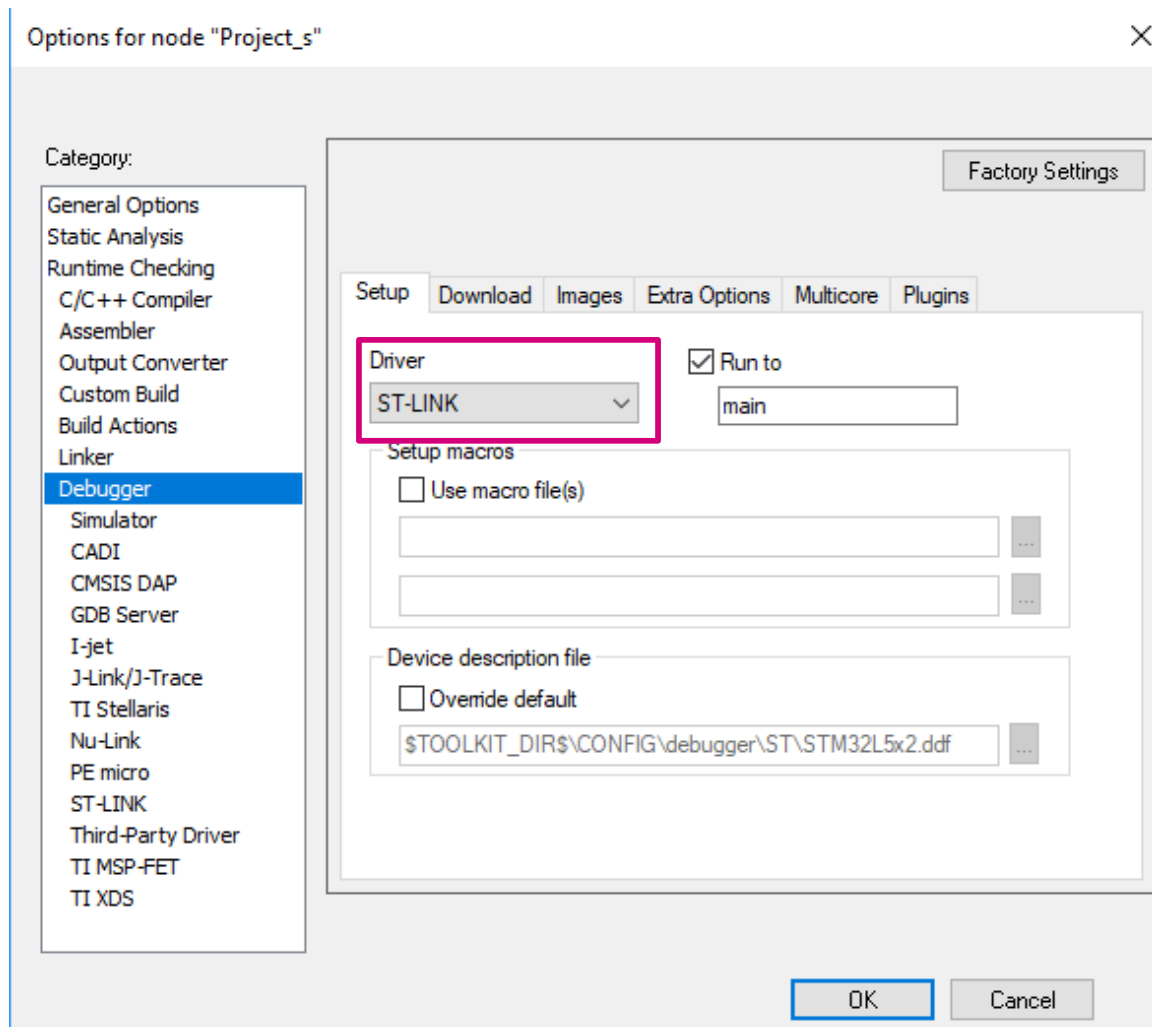 Options for node "Project_s"
Category:
General Options
Static Analysis
Runtime Checking
C/C++ Compiler
Assembler
Output Converter
Custom Build
Build Actions
Linker
Debugger
Simulator
CADI
CMSIS DAP
GDB Server
I-jet
J-Link/J-Trace
TI Stellaris
Nu-Link
PE micro
ST-LINK
Third-Party Driver
TI MSP-FET
TI XDS
Factory Settings
Setup Download Images Extra Options Multicore Plugins
Driver
ST-LINK
Run to
main
Setup macros
Use macro file(s)
...
...
Device description file
Override default
$TOOLKIT_DIR$\CONFIG\debugger\ST\STM32L5x2.ddf
...
OK Cancel